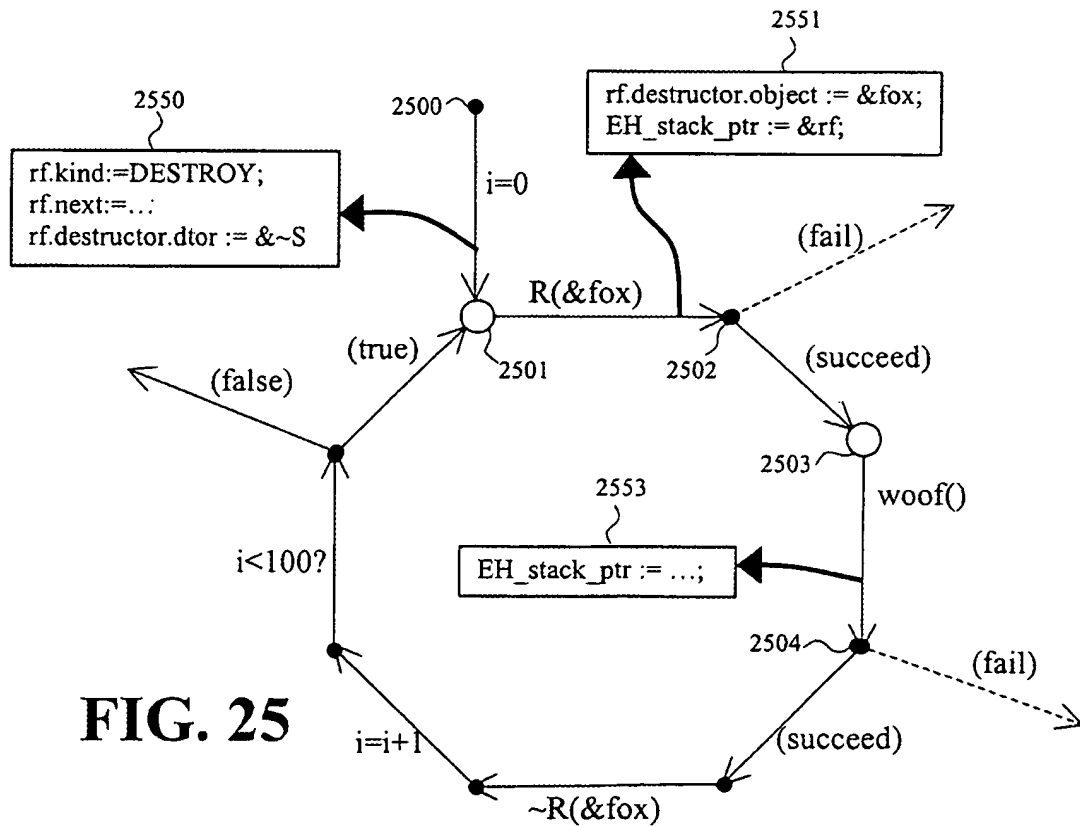 2551
rf.destructor.object := &fox;
EH_stack_ptr := &rf;
2550
rf.kind:=DESTROY;
rf.next:=...:
rf.destructor.dtor := &~S
2500
i=0
(fail)
R(&fox)
2501
2502
(true)
(succeed)
(false)
2503
woof()
2553
EH_stack_ptr := ...;
i<100?
2504
(fail)
FIG. 25
i=i+1
(succeed)
~R(&fox)